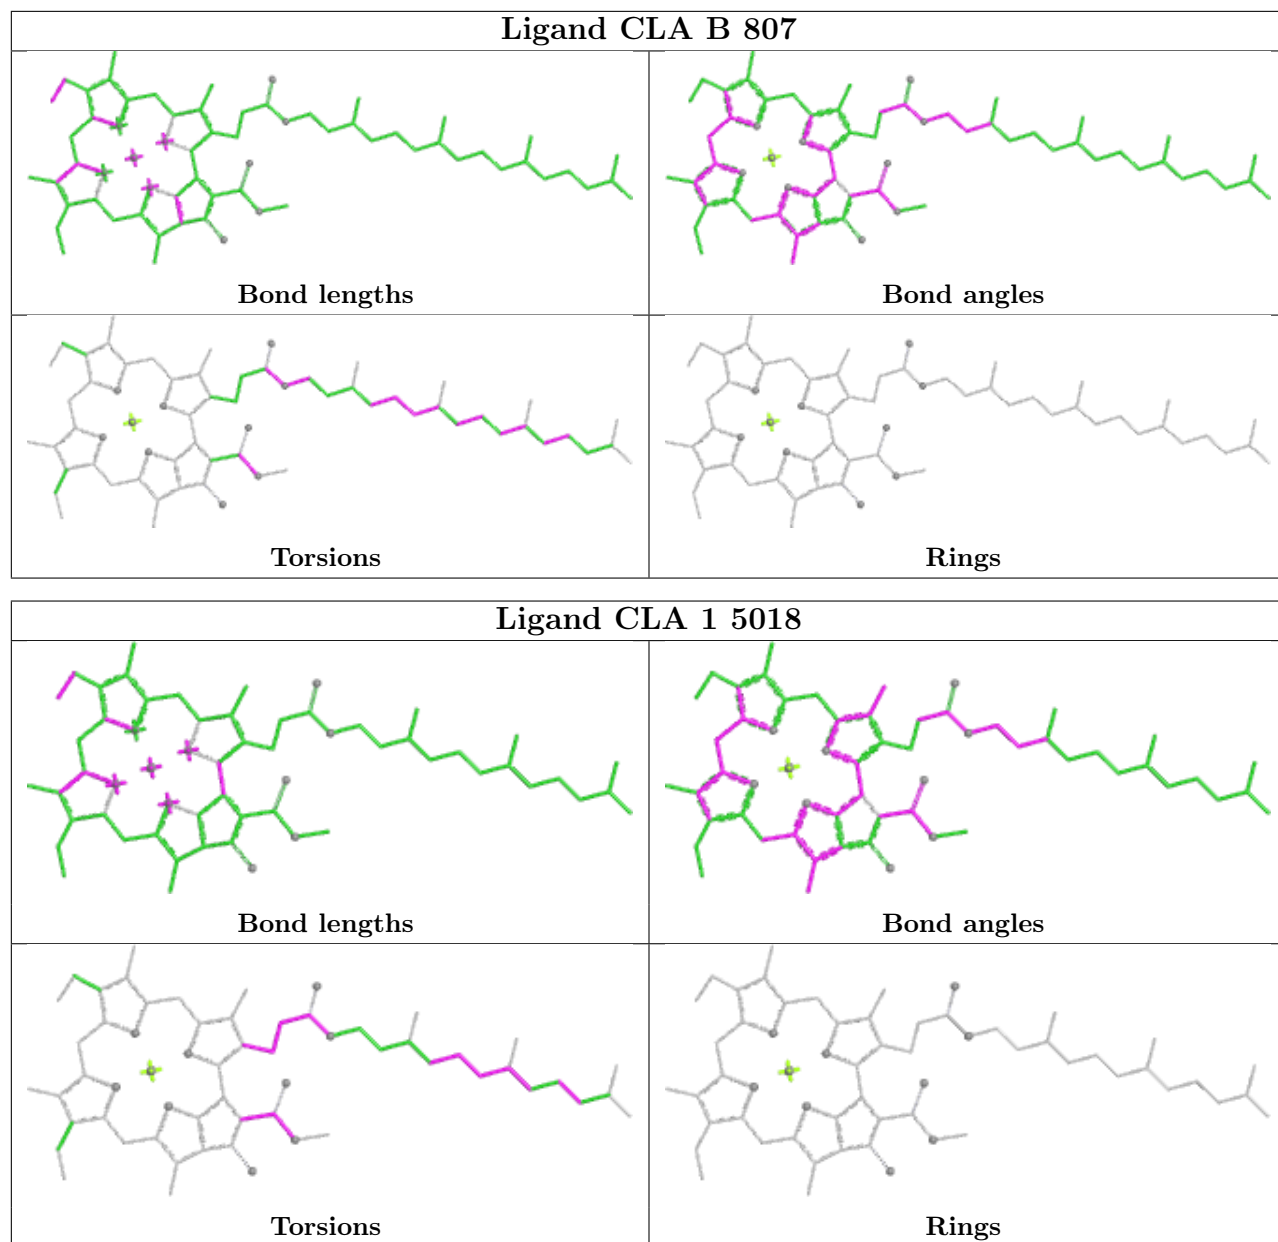 Ligand CLA B 807
Bond lengths
Bond angles
Torsions
Rings
Ligand CLA 1 5018
Bond lengths
Bond angles
Torsions
Rings